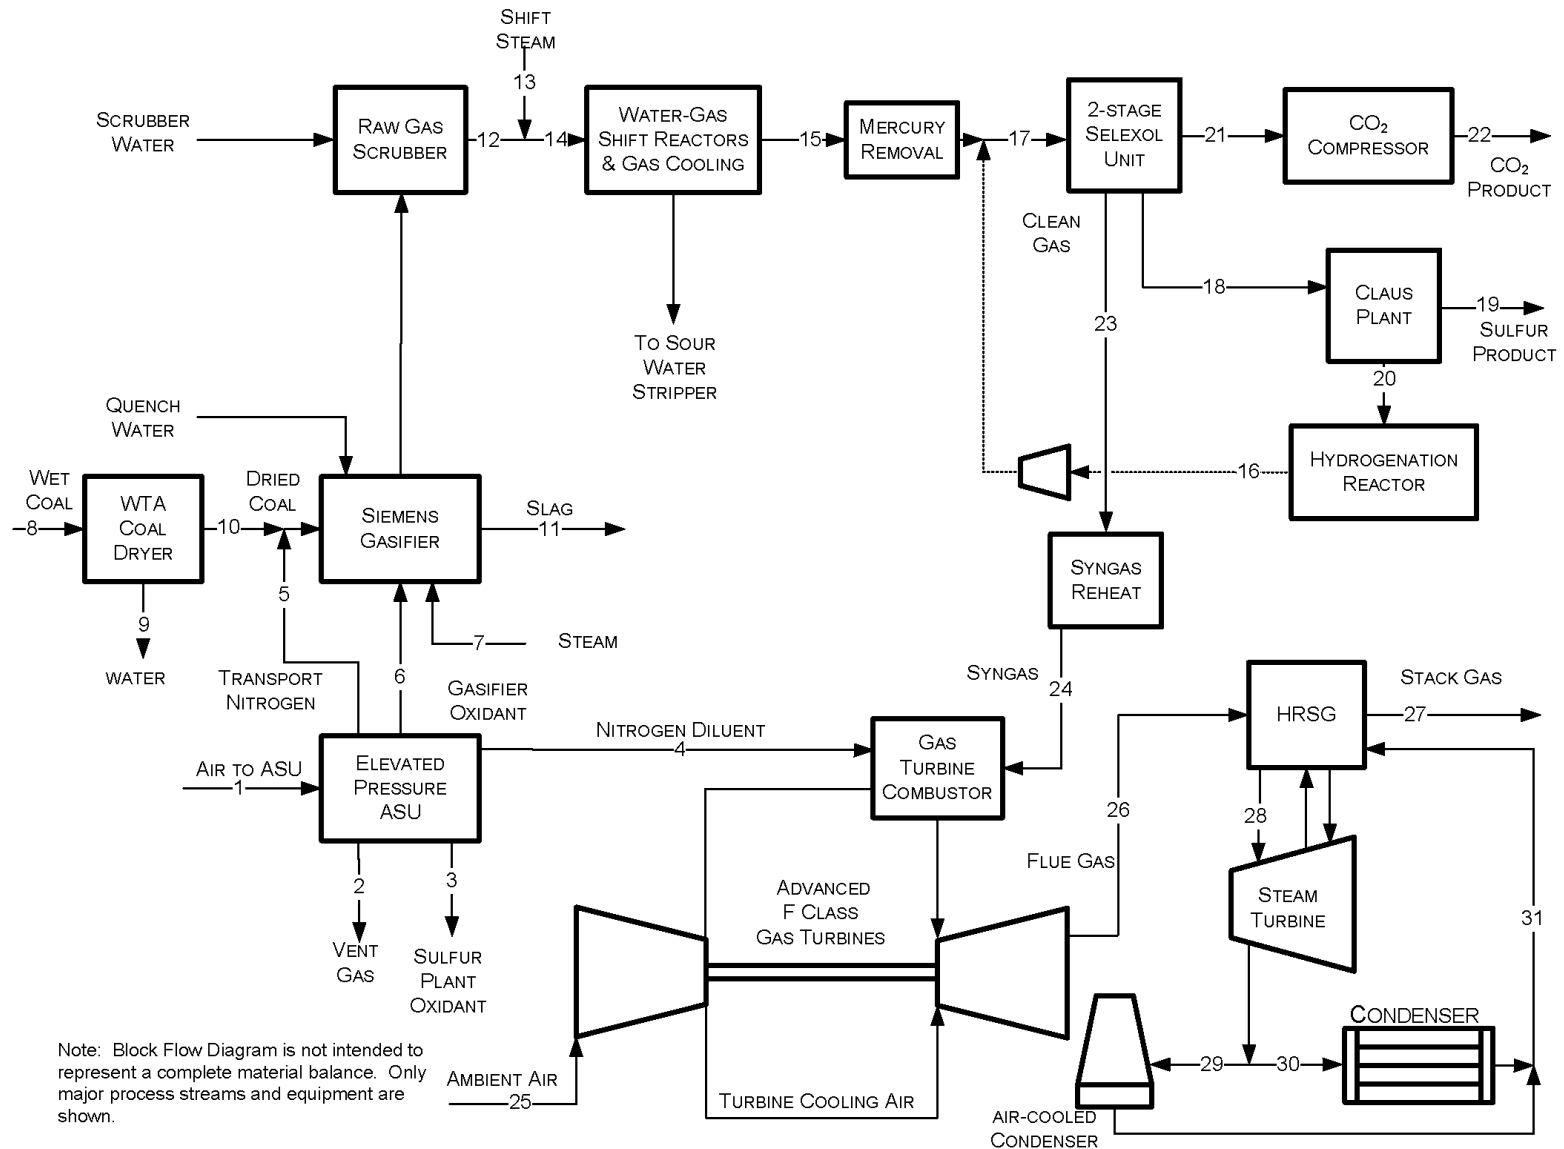 SHIFT
STEAM
13
SCRUBBER
WATER
RAW GAS
SCRUBBER
12
14
WATER-GAS
SHIFT REACTORS
& GAS COOLING
15
MERCURY
REMOVAL
17
2-STAGE
SELEXOL
UNIT
21
CO₂
COMPRESSOR
22
CO₂
PRODUCT
CLEAN
GAS
23
18
CLAUS
PLANT
19
SULFUR
PRODUCT
20
TO SOUR
WATER
STRIPPER
QUENCH
WATER
HYDROGENATION
REACTOR
16
WET
COAL
8
WTA
COAL
DRYER
10
DRIED
COAL
SIEMENS
GASIFIER
SLAG
11
5
9
WATER
7
STEAM
6
TRANSPORT
NITROGEN
GASIFIER
OXIDANT
SYNGAS
REHEAT
SYNGAS
24
NITROGEN DILUENT
4
AIR TO ASU
1
ELEVATED
PRESSURE
ASU
GAS
TURBINE
COMBUSTOR
HRSG
STACK GAS
27
26
28
FLUE GAS
2
3
VENT
GAS
SULFUR
PLANT
OXIDANT
ADVANCED
F CLASS
GAS TURBINES
STEAM
TURBINE
31
CONDENSER
29
30
AIR-COOLED
CONDENSER
AMBIENT AIR
25
TURBINE COOLING AIR
Note: Block Flow Diagram is not intended to
represent a complete material balance. Only
major process streams and equipment are
shown.